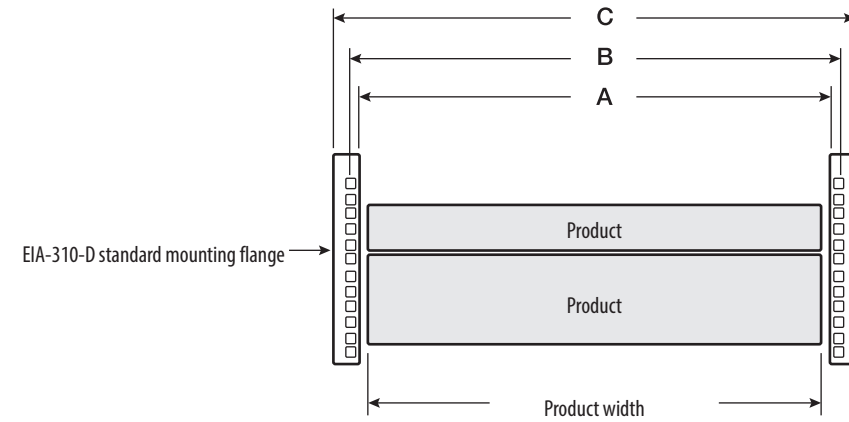 C
B
A
Product
EIA-310-D standard mounting flange
Product
Product width